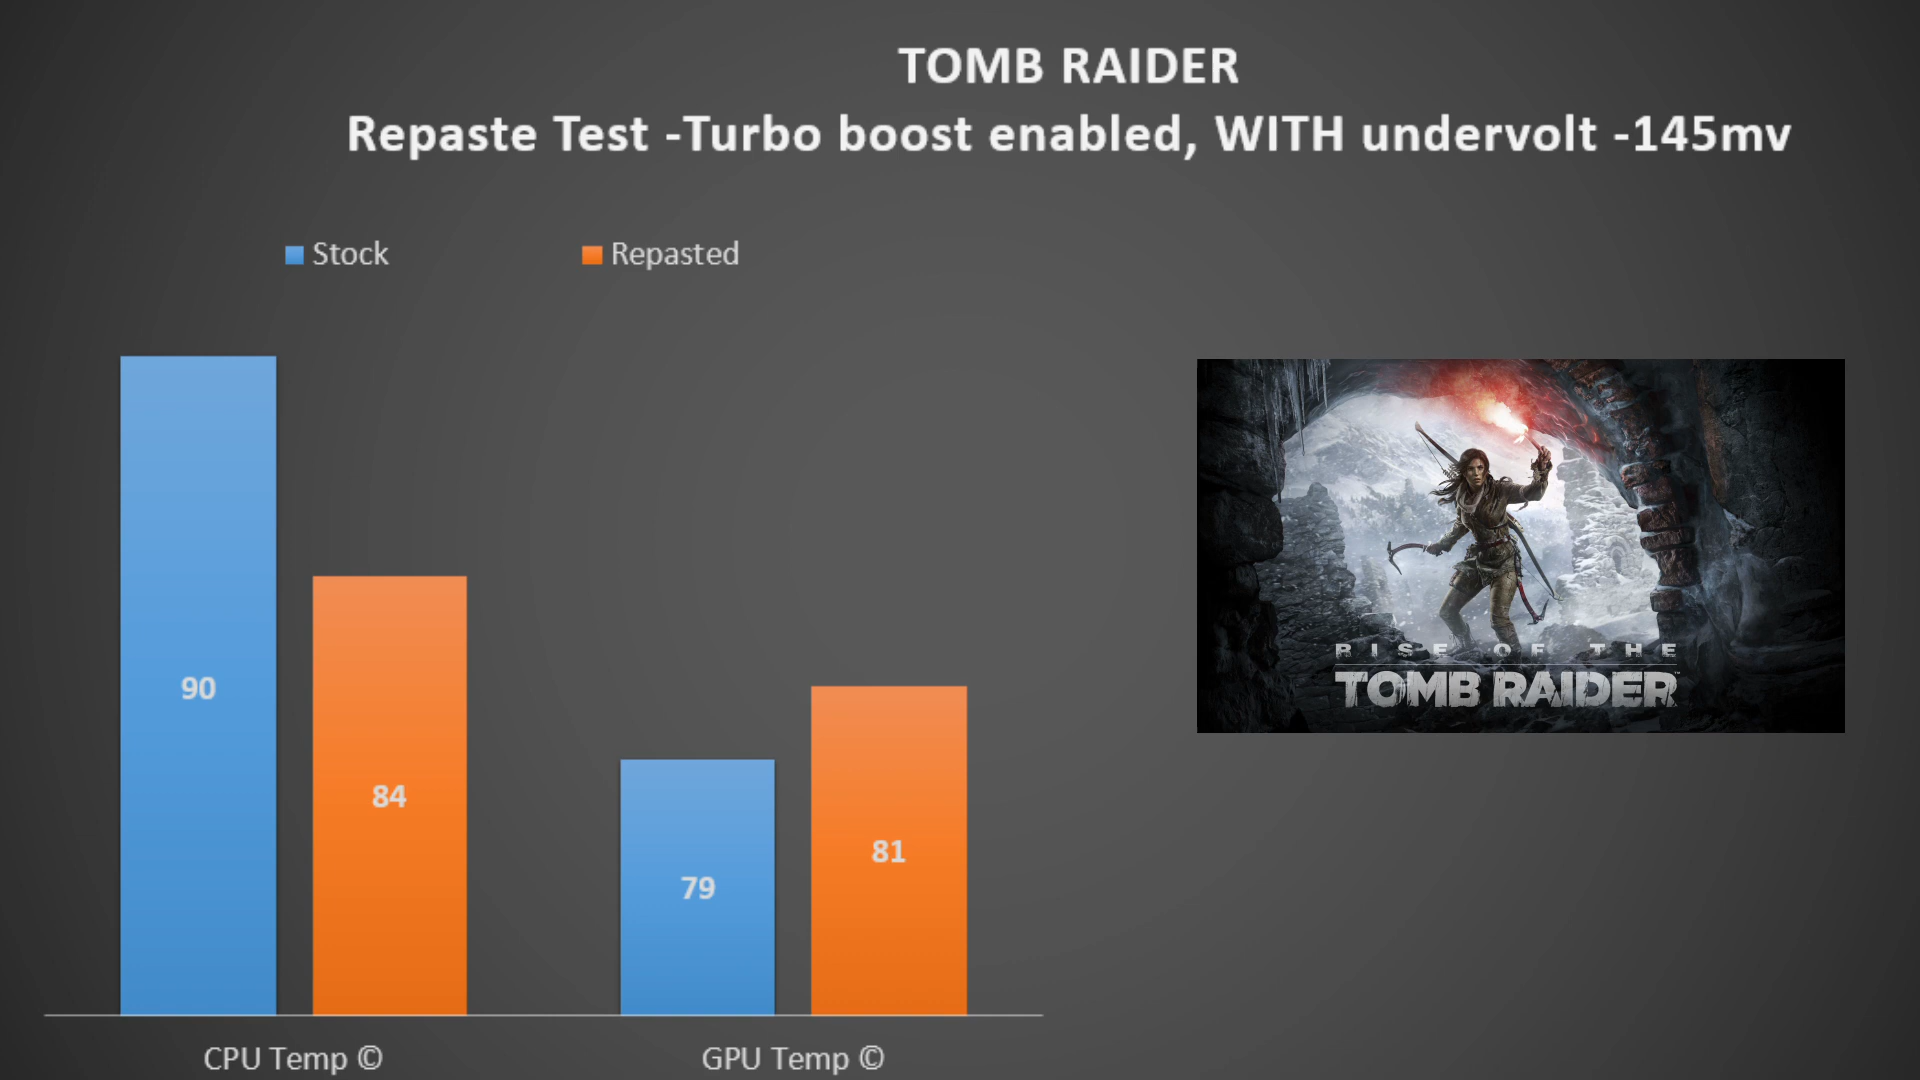 TOMB RAIDER
Repaste Test -Turbo boost enabled, WITH undervolt -145mv
Stock
Repasted
90
84
79
81
CPU Temp ©
GPU Temp ©
RISE OF THE
TOMB RAIDER